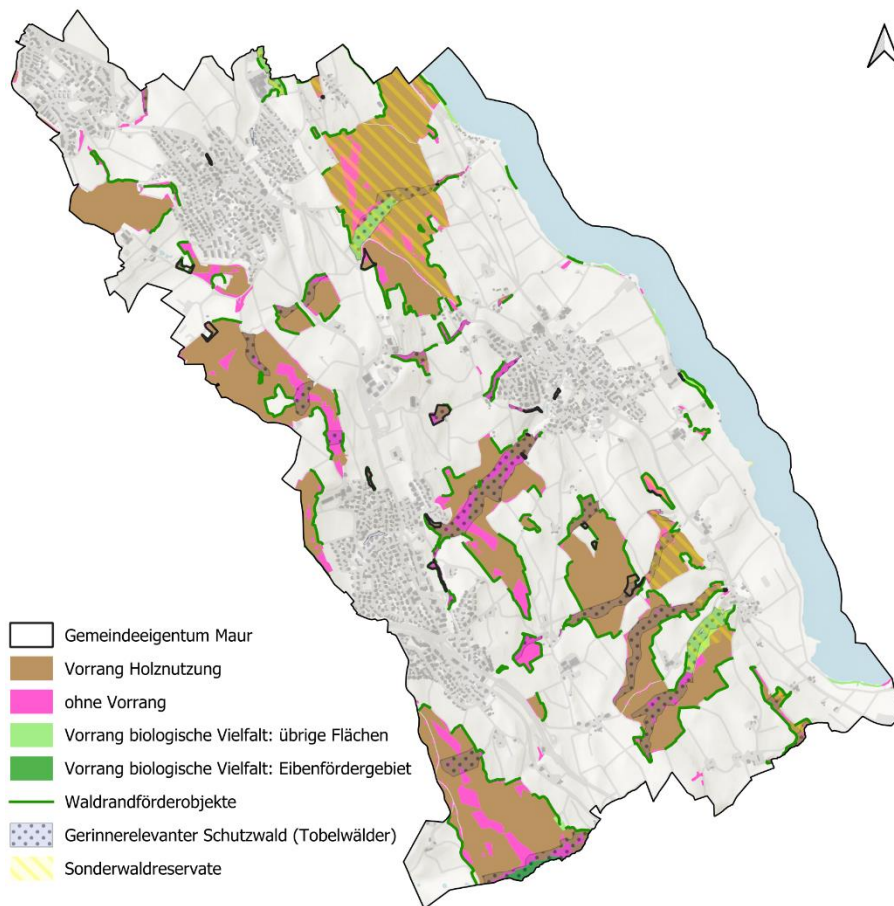 Gemeindeeigentum Maur
Vorrang Holznutzung
ohne Vorrang
Vorrang biologische Vielfalt: übrige Flächen
Vorrang biologische Vielfalt: Eibenfördergebiet
Waldrandförderobjekte
Gerinnerelevanter Schutzwald (Tobelwälder)
Sonderwaldreservate